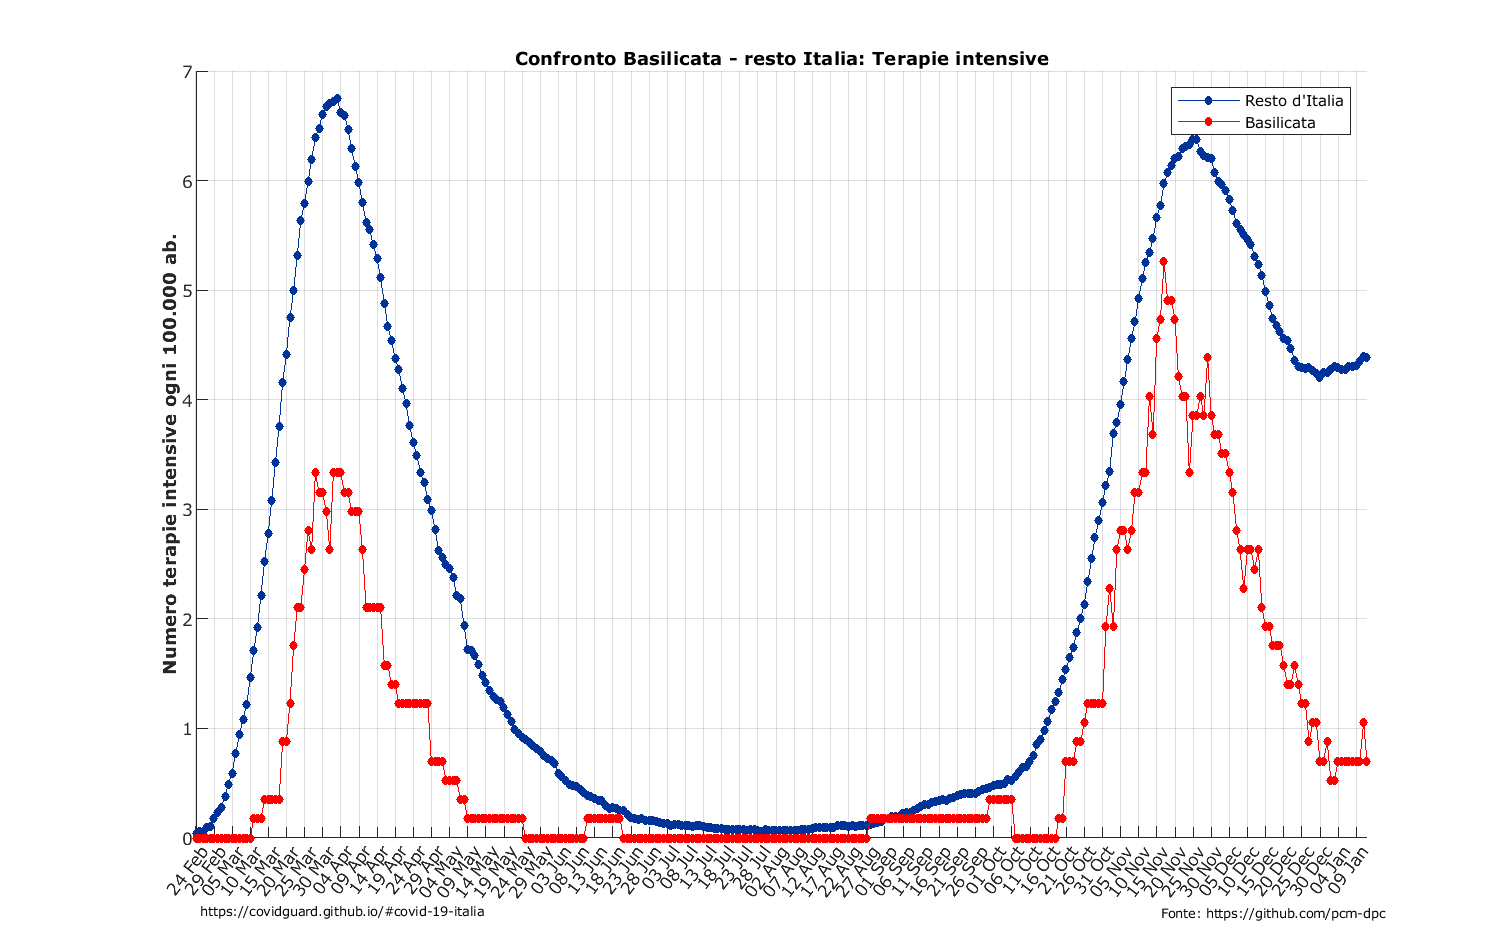 Confronto Basilicata - resto Italia: Terapie intensive
Resto d'Italia
Basilicata
Numero terapie intensive ogni 100.000 ab.
7
6
5
4
3
2
1
0
24 Feb
29 Feb
05 Mar
10 Mar
15 Mar
20 Mar
25 Mar
30 Mar
04 Apr
09 Apr
14 Apr
19 Apr
24 Apr
29 Apr
04 May
09 May
14 May
19 May
24 May
29 May
03 Jun
08 Jun
13 Jun
18 Jun
23 Jun
28 Jun
03 Jul
08 Jul
13 Jul
18 Jul
23 Jul
28 Jul
02 Aug
07 Aug
12 Aug
17 Aug
22 Aug
27 Aug
01 Sep
06 Sep
11 Sep
16 Sep
21 Sep
26 Sep
01 Oct
06 Oct
11 Oct
16 Oct
21 Oct
26 Oct
31 Oct
05 Nov
10 Nov
15 Nov
20 Nov
25 Nov
30 Nov
05 Dec
10 Dec
15 Dec
20 Dec
25 Dec
30 Dec
04 Jan
09 Jan
https://covidguard.github.io/#covid-19-italia
Fonte: https://github.com/pcm-dpc